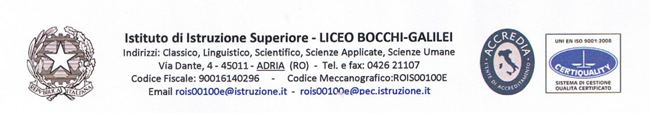 Istituto di Istruzione Superiore - LICEO BOCCHI-GALILEI
Indirizzi: Classico, Linguistico, Scientifico, Scienze Applicate, Scienze Umane
Via Dante, 4 - 45011 - ADRIA (RO) - Tel. e fax: 0426 21107
Codice Fiscale: 90016140296 - Codice Meccanografico:ROIS00100E
Email rois00100e@istruzione.it - rois00100e@pec.istruzione.it
REPVBBLICA ITALIANA
ACCREDIA
L'ENTE ITALIANO DI ACCREDITAMENTO
UNI EN ISO 9001:2008
CERTIQUALITY
SISTEMA DI GESTIONE
QUALITÀ CERTIFICATO